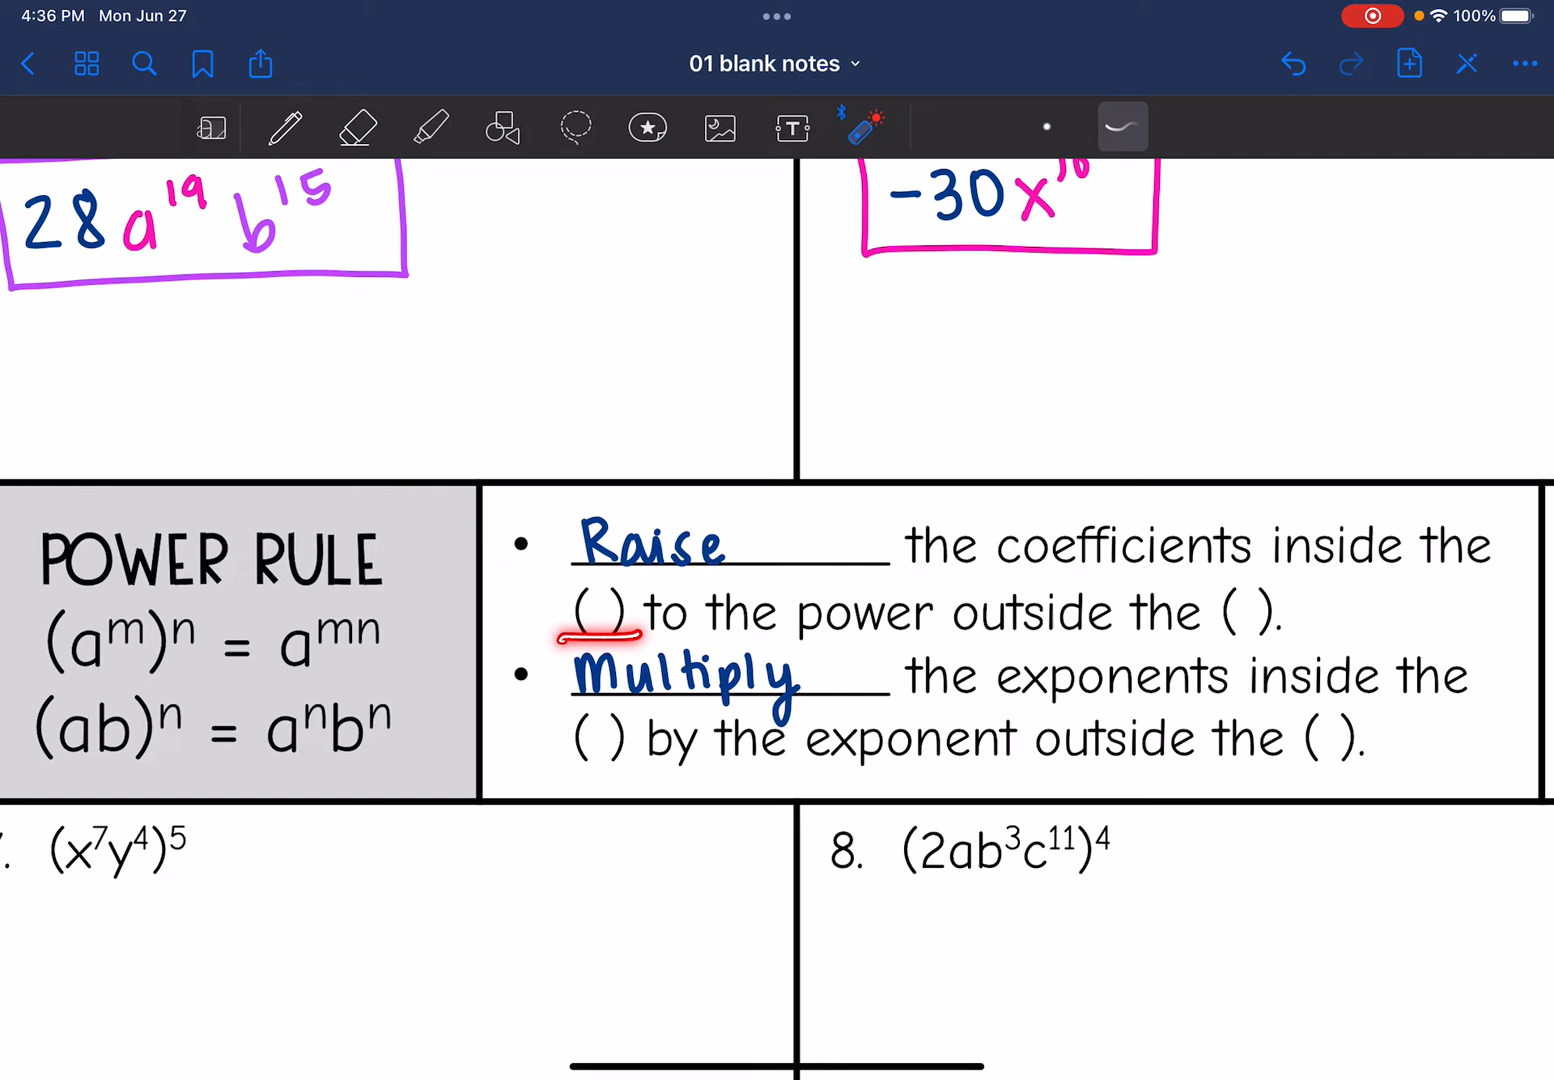 4:36 PM Mon Jun 27
100%
01 blank notes
T
28a¹⁹b¹⁵
-30x
POWER RULE
(aᵐ)ⁿ = aᵐⁿ
(ab)ⁿ = aⁿbⁿ
• Raise the coefficients inside the
( ) to the power outside the ( ).
• Multiply the exponents inside the
( ) by the exponent outside the ( ).
. (x⁷y⁴)⁵
8. (2ab³c¹¹)⁴